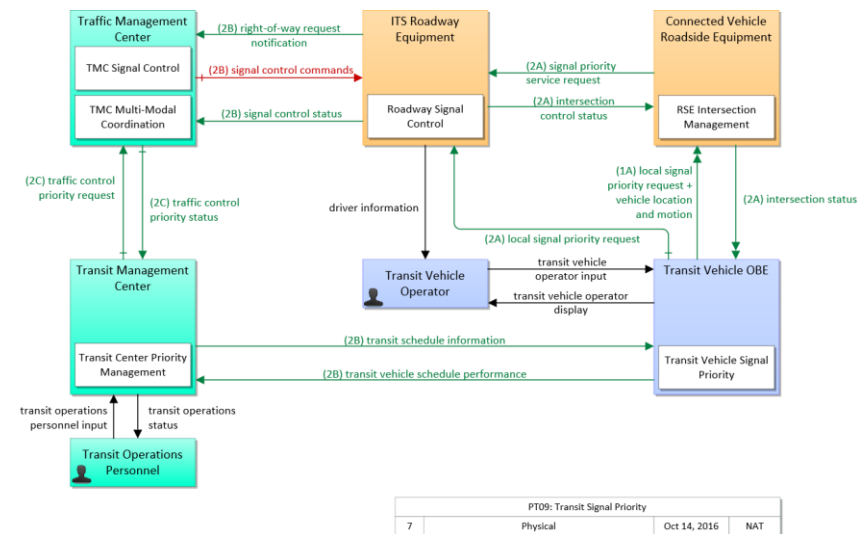 Traffic Management
Center
TMC Signal Control
TMC Multi-Modal
Coordination
(2B) right-of-way request
notification
(2B) signal control commands
(2B) signal control status
ITS Roadway
Equipment
Roadway Signal
Control
(2A) signal priority
service request
(2A) intersection
control status
Connected Vehicle
Roadside Equipment
RSE Intersection
Management
(2C) traffic control
priority request
(2C) traffic control
priority status
driver information
(1A) local signal
priority request +
vehicle location
and motion
(2A) intersection status
(2A) local signal priority request
Transit Management
Center
Transit Center Priority
Management
Transit Vehicle
Operator
transit vehicle
operator input
transit vehicle operator
display
Transit Vehicle OBE
Transit Vehicle Signal
Priority
(2B) transit schedule information
(2B) transit vehicle schedule performance
transit operations
personnel input
transit operations
status
Transit Operations
Personnel
PT09: Transit Signal Priority
7 Physical Oct 14, 2016 NAT